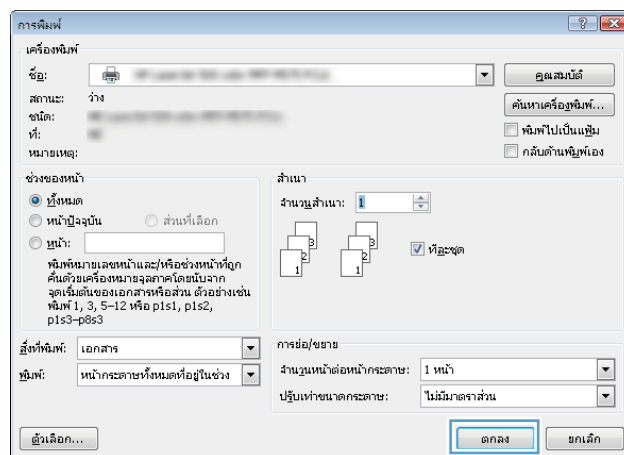 การพิมพ์
เครื่องพิมพ์
ชื่อ:
คุณสมบัติ
สถานะ: ว่าง
ค้นหาเครื่องพิมพ์...
ชนิด:
ที่:
พิมพ์ไปเป็นแฟ้ม
หมายเหตุ:
กลับด้านพิมพ์เอง
ช่วงของหน้า
ทั้งหมด
หน้าปัจจุบัน ส่วนที่เลือก
หน้า:
พิมพ์หมายเลขหน้าและ/หรือช่วงหน้าที่ถูก
คั่นด้วยเครื่องหมายจุลภาคโดยนับจาก
จุดเริ่มต้นของเอกสารหรือส่วน ตัวอย่างเช่น
พิมพ์ 1, 3, 5–12 หรือ p1s1, p1s2,
p1s3–p8s3
สำเนา
จำนวนสำเนา: 1
3 3
2 2
1 1
ทีละชุด
สิ่งที่พิมพ์: เอกสาร
พิมพ์: หน้ากระดาษทั้งหมดที่อยู่ในช่วง
การย่อ/ขยาย
จำนวนหน้าต่อหน้ากระดาษ: 1 หน้า
ปรับเท่าขนาดกระดาษ: ไม่มีมาตราส่วน
ตัวเลือก...
ตกลง
ยกเลิก